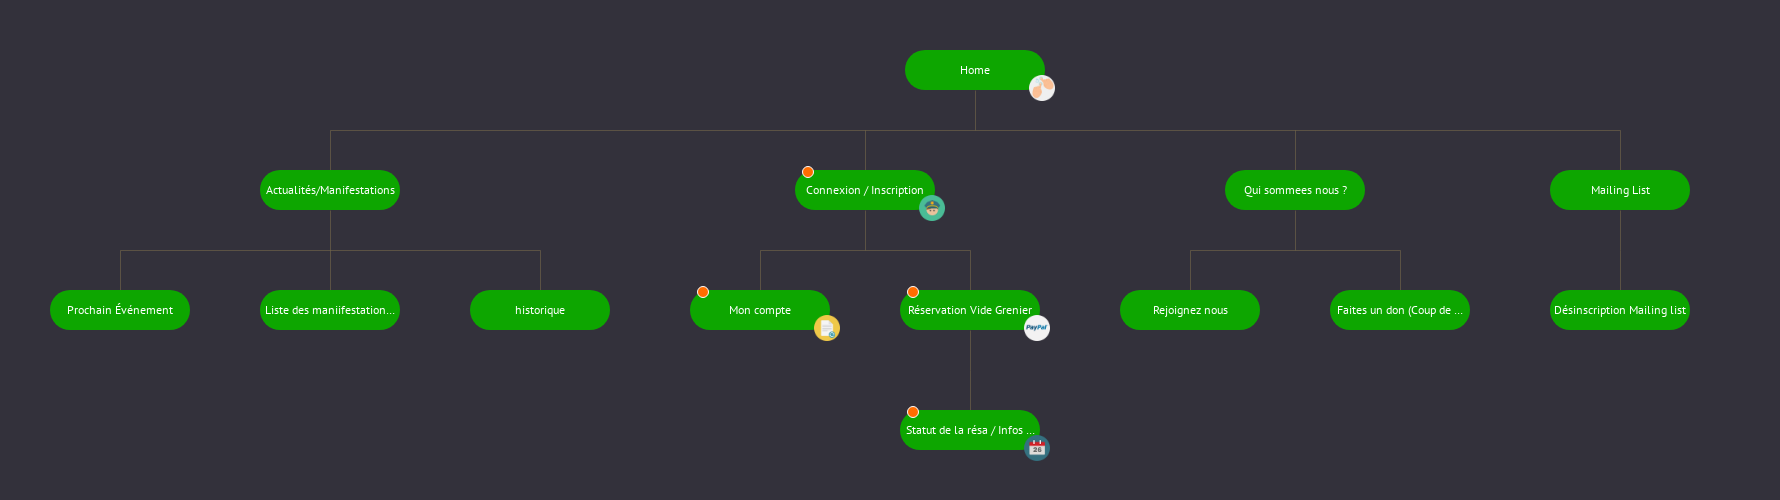 Home
Actualités/Manifestations
Connexion / Inscription
Qui sommees nous ?
Mailing List
Prochain Événement
Liste des maniifestation...
historique
Mon compte
Réservation Vide Grenier
PayPal
Rejoignez nous
Faites un don (Coup de ...
Désinscription Mailing list
Statut de la résa / Infos ...
26